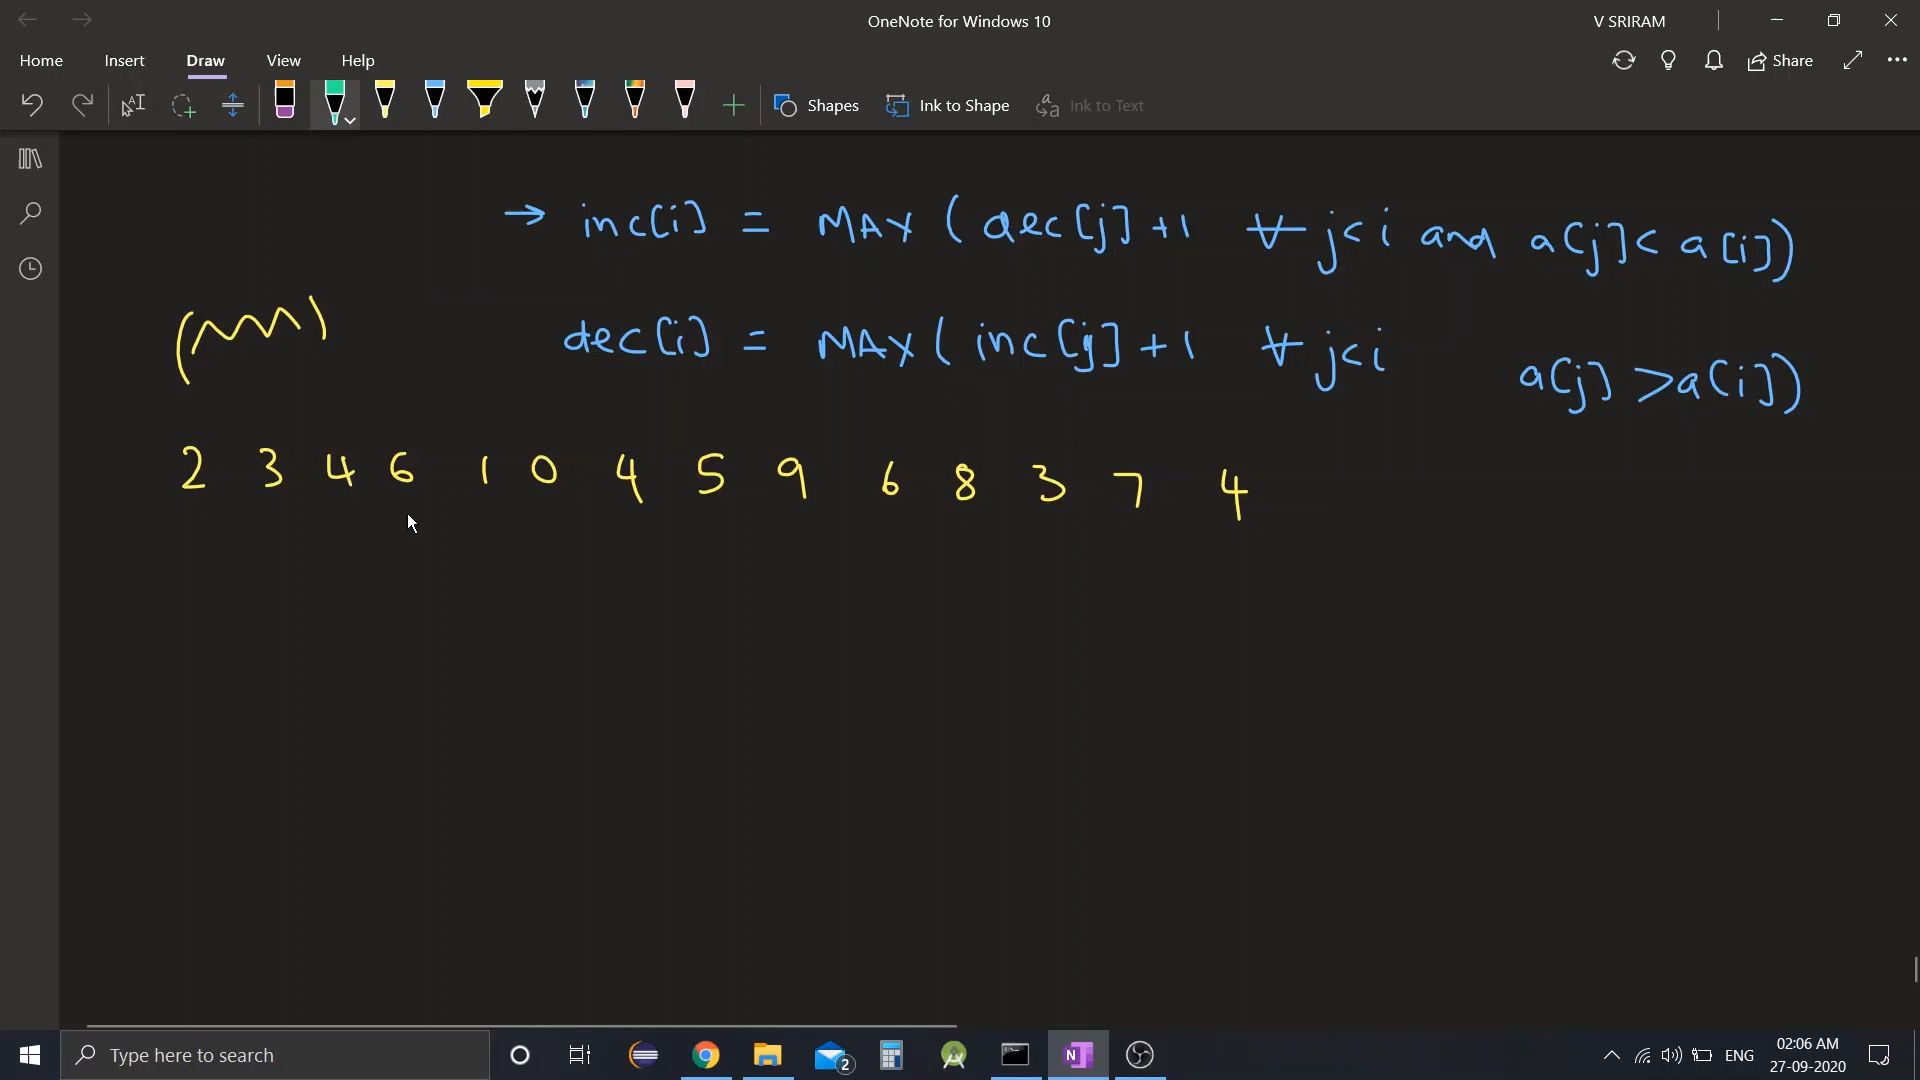 OneNote for Windows 10
V SRIRAM
Home Insert Draw View Help
Share
Shapes Ink to Shape Ink to Text
→ inc[i] = MAX ( dec[j] +1 ∀ j<i and a[j]< a[i])
dec[i] = MAX( inc[j] +1 ∀ j<i a[j] >a[i])
2 3 4 6 1 0 4 5 9 6 8 3 7 4
Type here to search
2
ENG
02:06 AM
27-09-2020